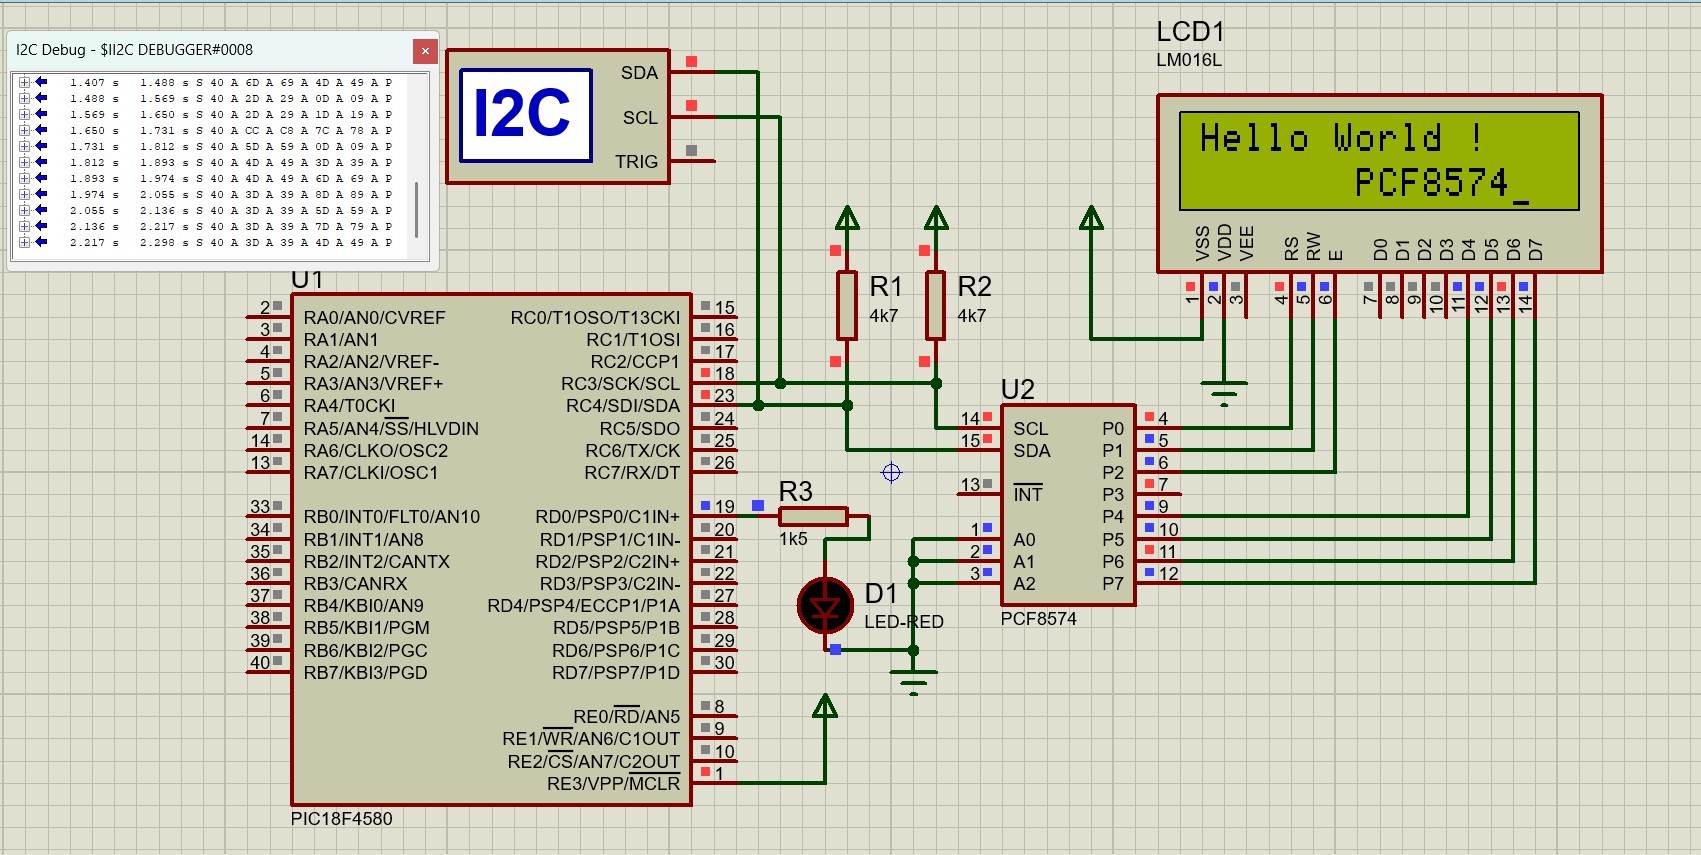 I2C Debug - $II2C DEBUGGER#0008
1.407 s 1.488 s S 40 A 6D A 69 A 4D A 49 A P
1.488 s 1.569 s S 40 A 2D A 29 A 0D A 09 A P
1.569 s 1.650 s S 40 A 2D A 29 A 1D A 19 A P
1.650 s 1.731 s S 40 A CC A C8 A 7C A 78 A P
1.731 s 1.812 s S 40 A 5D A 59 A 0D A 09 A P
1.812 s 1.893 s S 40 A 4D A 49 A 3D A 39 A P
1.893 s 1.974 s S 40 A 4D A 49 A 6D A 69 A P
1.974 s 2.055 s S 40 A 3D A 39 A 8D A 89 A P
2.055 s 2.136 s S 40 A 3D A 39 A 5D A 59 A P
2.136 s 2.217 s S 40 A 3D A 39 A 7D A 79 A P
2.217 s 2.298 s S 40 A 3D A 39 A 4D A 49 A P
I2C
SDA
SCL
TRIG
LCD1
LM016L
Hello World !
PCF8574_
VSS VDD VEE RS RW E D0 D1 D2 D3 D4 D5 D6 D7
1 2 3 4 5 6 7 8 9 10 11 12 13 14
R1
4k7
R2
4k7
U1
2 RA0/AN0/CVREF RC0/T1OSO/T13CKI 15
3 RA1/AN1 RC1/T1OSI 16
4 RA2/AN2/VREF- RC2/CCP1 17
5 RA3/AN3/VREF+ RC3/SCK/SCL 18
6 RA4/T0CKI RC4/SDI/SDA 23
7 RA5/AN4/SS/HLVDIN RC5/SDO 24
14 RA6/CLKO/OSC2 RC6/TX/CK 25
13 RA7/CLKI/OSC1 RC7/RX/DT 26
33 RB0/INT0/FLT0/AN10 RD0/PSP0/C1IN+ 19
34 RB1/INT1/AN8 RD1/PSP1/C1IN- 20
35 RB2/INT2/CANTX RD2/PSP2/C2IN+ 21
36 RB3/CANRX RD3/PSP3/C2IN- 22
37 RB4/KBI0/AN9 RD4/PSP4/ECCP1/P1A 27
38 RB5/KBI1/PGM RD5/PSP5/P1B 28
39 RB6/KBI2/PGC RD6/PSP6/P1C 29
40 RB7/KBI3/PGD RD7/PSP7/P1D 30
RE0/RD/AN5 8
RE1/WR/AN6/C1OUT 9
RE2/CS/AN7/C2OUT 10
RE3/VPP/MCLR 1
PIC18F4580
R3
1k5
D1
LED-RED
U2
14 SCL P0 4
15 SDA P1 5
P2 6
13 INT P3 7
P4 9
1 A0 P5 10
2 A1 P6 11
3 A2 P7 12
PCF8574